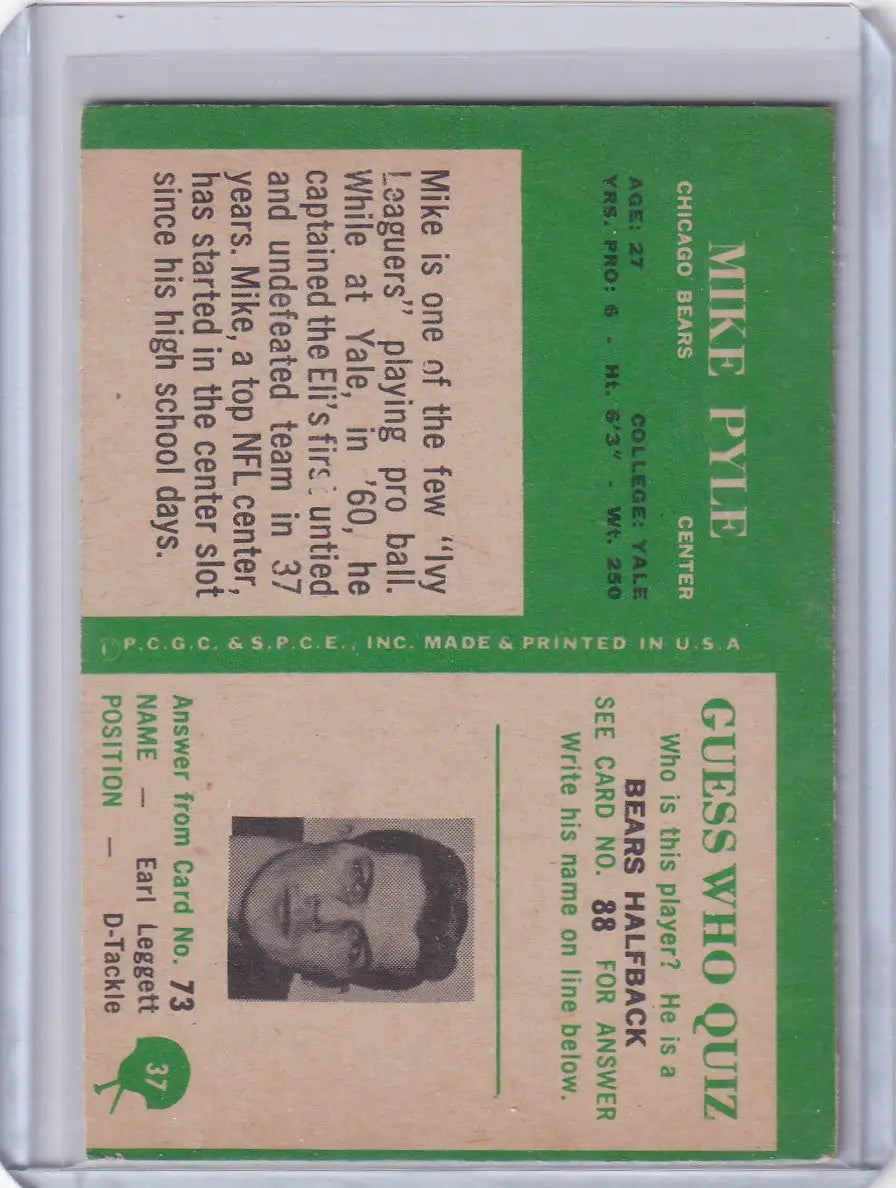 MIKE PYLE
CHICAGO BEARS CENTER
AGE: 27 COLLEGE: YALE
YRS. PRO: 6 - Ht. 6'3" - Wt. 250
Mike is one of the few "Ivy
Leaguers" playing pro ball.
While at Yale, in '60, he
captained the Eli's first untied
and undefeated team in 37
years. Mike, a top NFL center,
has started in the center slot
since his high school days.
© P.C.G.C. & S.P.C.E., INC. MADE & PRINTED IN U.S.A
GUESS WHO QUIZ
Who is this player? He is a
BEARS HALFBACK
SEE CARD NO. 88 FOR ANSWER
Write his name on line below.
Answer from Card No. 73
NAME — Earl Leggett
POSITION — D-Tackle
37